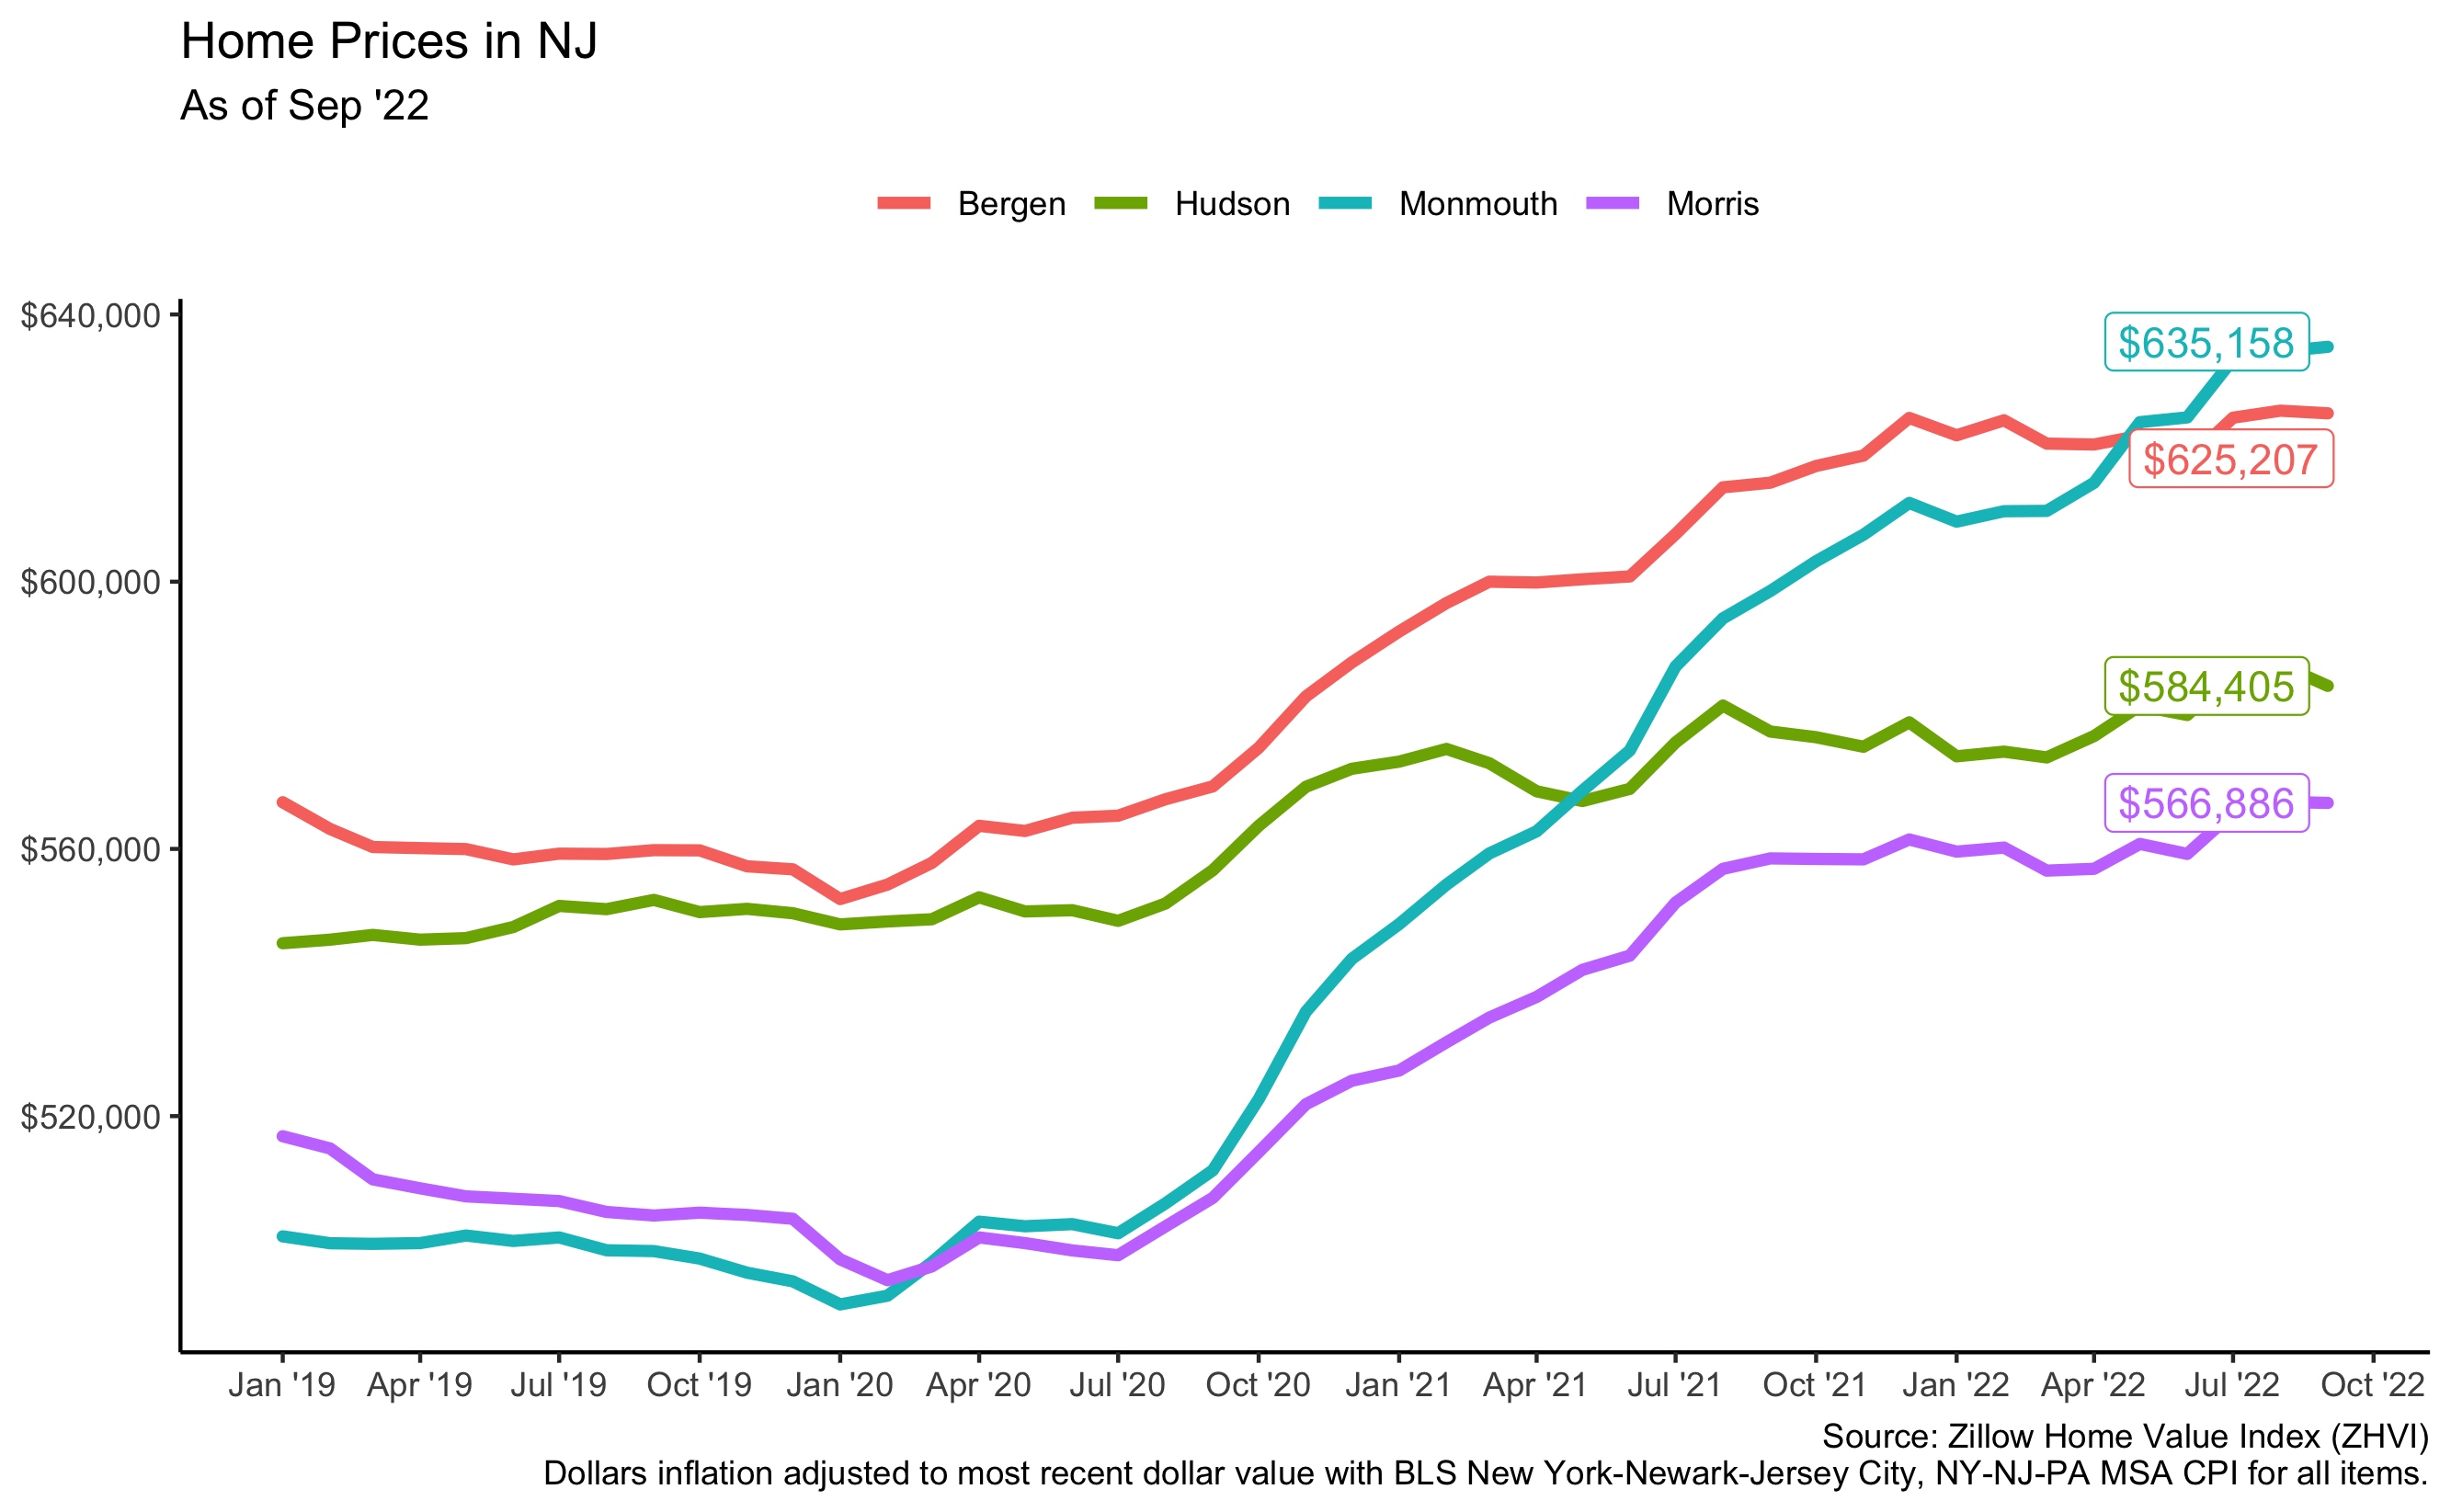 Home Prices in NJ
As of Sep '22
Bergen Hudson Monmouth Morris
$640,000
$600,000
$560,000
$520,000
$635,158
$625,207
$584,405
$566,886
Jan '19 Apr '19 Jul '19 Oct '19 Jan '20 Apr '20 Jul '20 Oct '20 Jan '21 Apr '21 Jul '21 Oct '21 Jan '22 Apr '22 Jul '22 Oct '22
Source: Zillow Home Value Index (ZHVI)
Dollars inflation adjusted to most recent dollar value with BLS New York-Newark-Jersey City, NY-NJ-PA MSA CPI for all items.